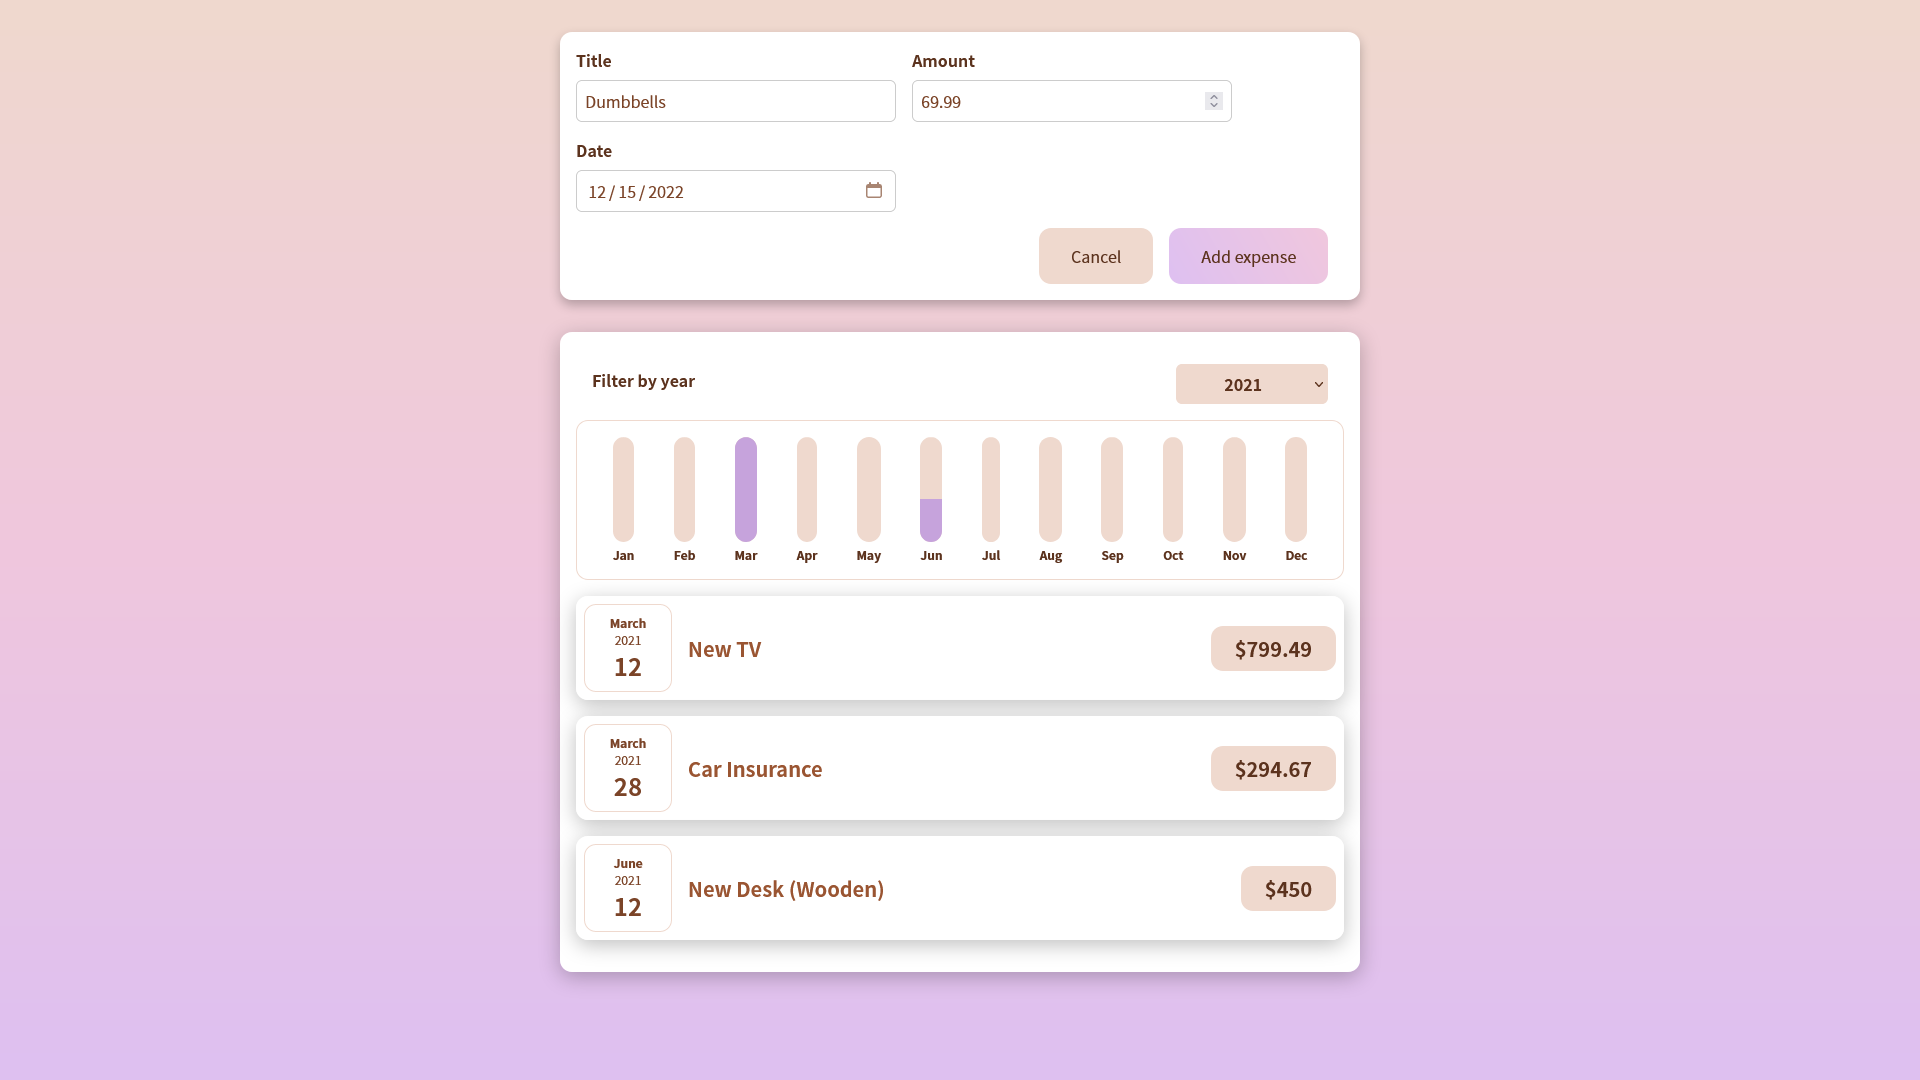 Title
Amount
Dumbbells
69.99
Date
12/15/2022
Cancel
Add expense
Filter by year
2021
Jan Feb Mar Apr May Jun Jul Aug Sep Oct Nov Dec
March
2021
12
New TV
$799.49
March
2021
28
Car Insurance
$294.67
June
2021
12
New Desk (Wooden)
$450